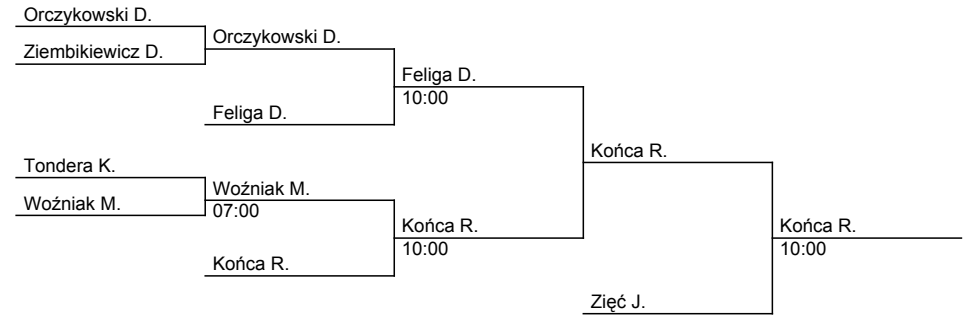 Orczykowski D.
Ziembikiewicz D.
Orczykowski D.
Feliga D.
Feliga D.
10:00
Tondera K.
Woźniak M.
Woźniak M.
07:00
Końca R.
Końca R.
10:00
Końca R.
Zięć J.
Końca R.
10:00